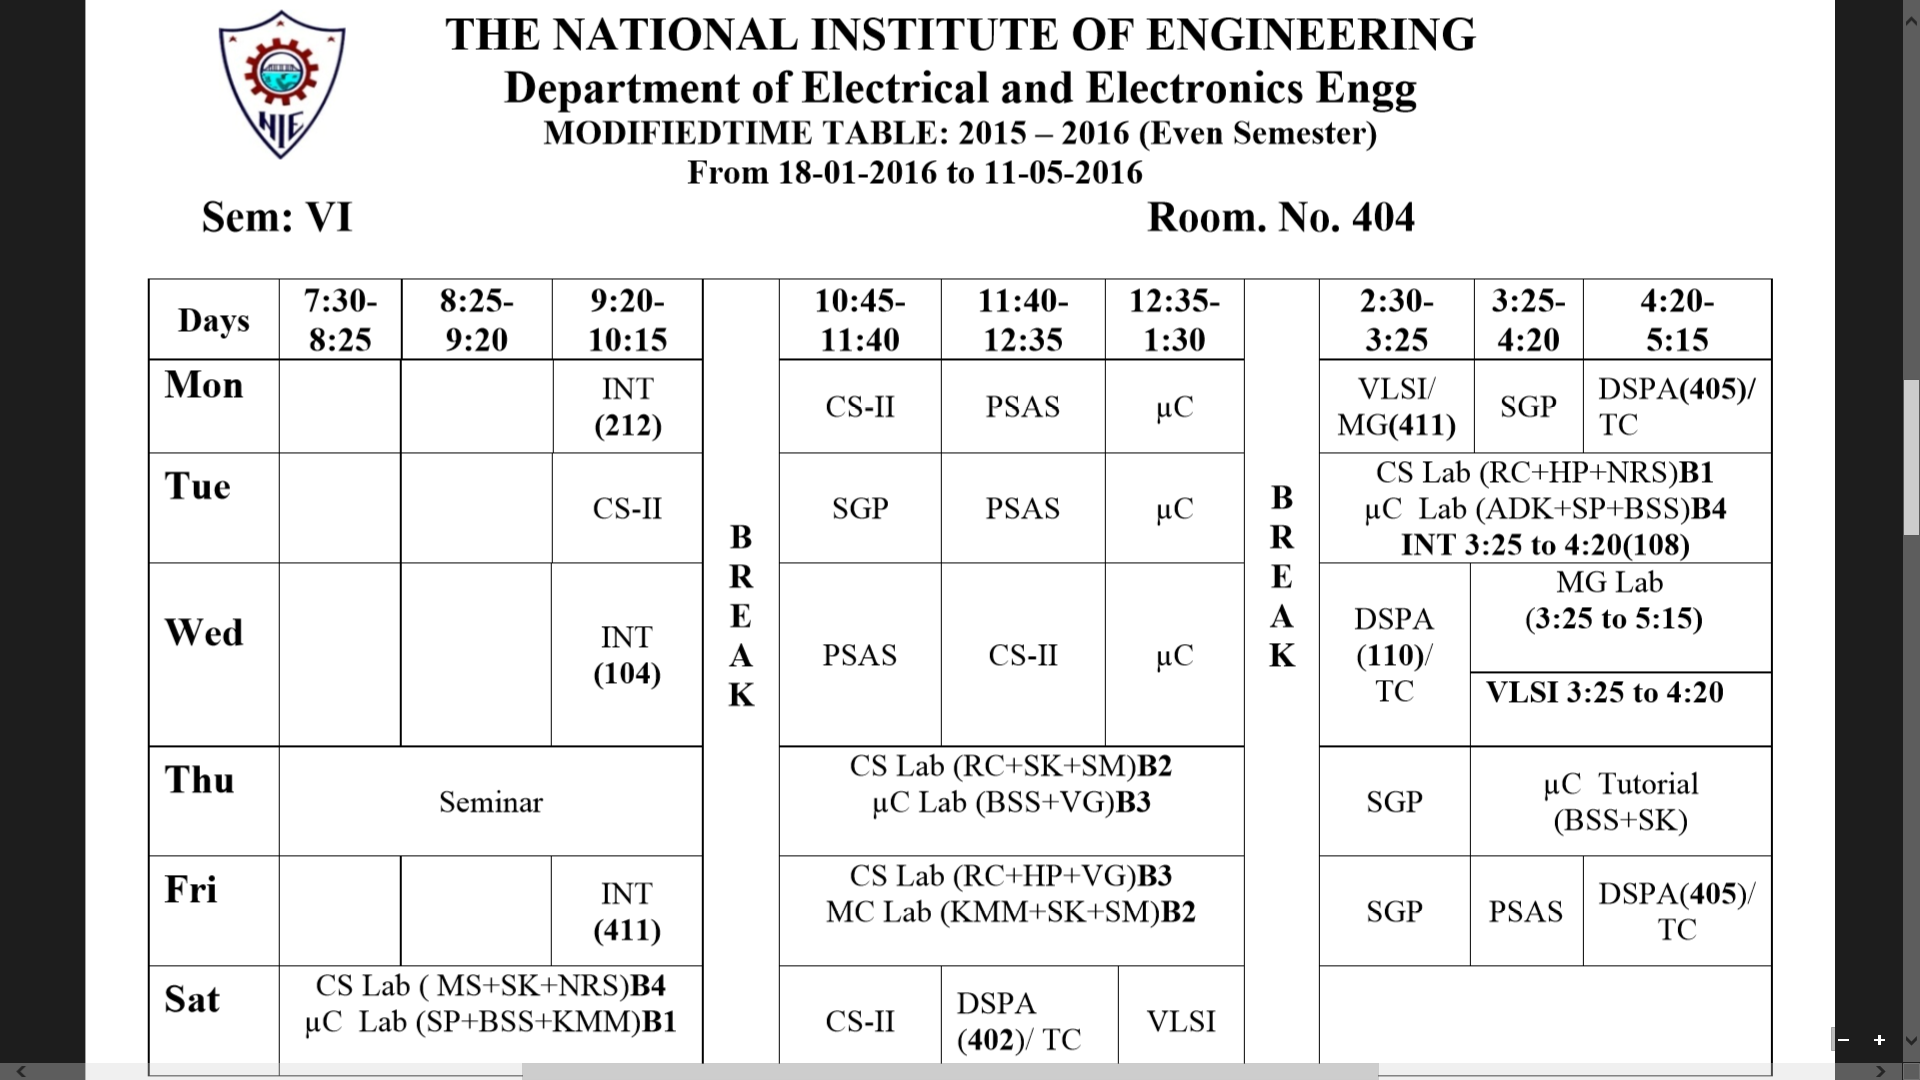 NIE
THE NATIONAL INSTITUTE OF ENGINEERING
Department of Electrical and Electronics Engg
MODIFIEDTIME TABLE: 2015 – 2016 (Even Semester)
From 18-01-2016 to 11-05-2016
Sem: VI Room. No. 404
Days
7:30-
8:25
8:25-
9:20
9:20-
10:15
BREAK
10:45-
11:40
11:40-
12:35
12:35-
1:30
BREAK
2:30-
3:25
3:25-
4:20
4:20-
5:15
Mon
INT
(212)
CS-II
PSAS
µC
VLSI/
MG(411)
SGP
DSPA(405)/
TC
Tue
CS-II
SGP
PSAS
µC
CS Lab (RC+HP+NRS)B1
µC Lab (ADK+SP+BSS)B4
INT 3:25 to 4:20(108)
Wed
INT
(104)
PSAS
CS-II
µC
DSPA
(110)/
TC
MG Lab
(3:25 to 5:15)
VLSI 3:25 to 4:20
Thu
Seminar
CS Lab (RC+SK+SM)B2
µC Lab (BSS+VG)B3
SGP
µC Tutorial
(BSS+SK)
Fri
INT
(411)
CS Lab (RC+HP+VG)B3
MC Lab (KMM+SK+SM)B2
SGP
PSAS
DSPA(405)/
TC
Sat
CS Lab ( MS+SK+NRS)B4
µC Lab (SP+BSS+KMM)B1
CS-II
DSPA
(402)/ TC
VLSI